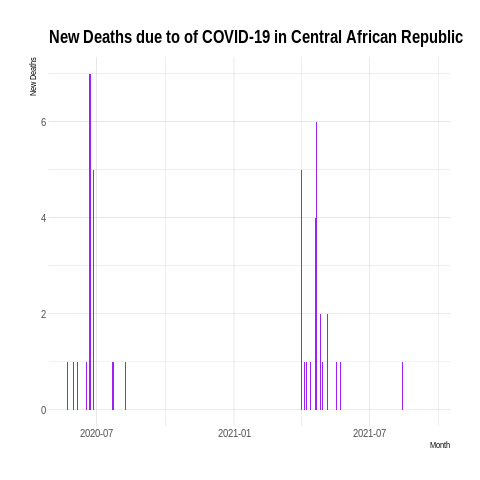 New Deaths due to of COVID-19 in Central African Republic
New Deaths
6
4
2
0
2020-07
2021-01
2021-07
Month